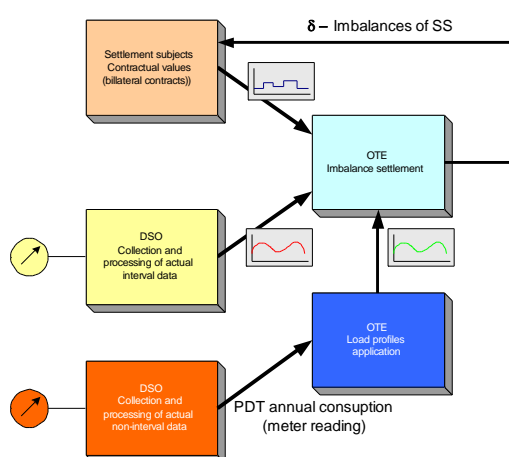 δ – Imbalances of SS
Settlement subjects
Contractual values
(billateral contracts))
OTE
Imbalance settlement
DSO
Collection and
processing of actual
interval data
OTE
Load profiles
application
DSO
Collection and
processing of actual
non-interval data
PDT annual consuption
(meter reading)